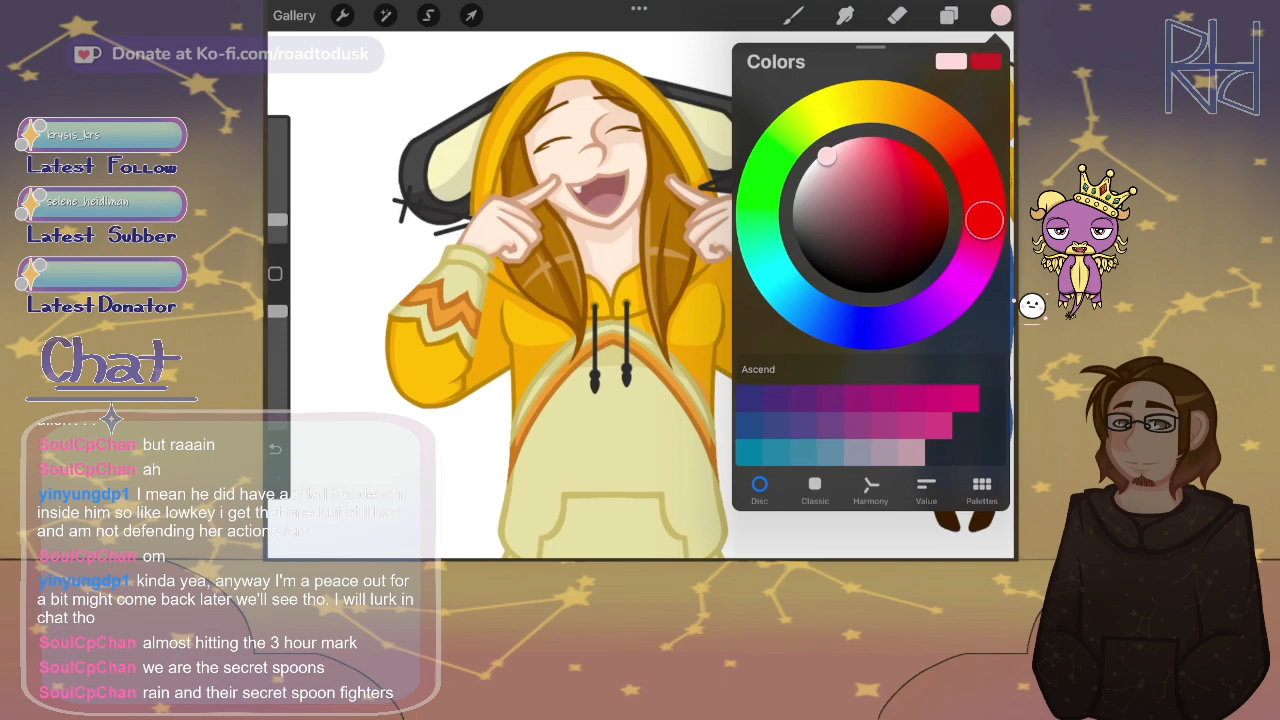 Gallery
Donate at Ko-fi.com/roadtodusk
Colors
krysis_krs
Latest Follow
selene_heidlman
Latest Subber
Latest Donator
Chat
SoulCpChan but raaain
SoulCpChan ah
yinyungdp1 I mean he did have a
inside him so like lowkey i get
and am not defending her action
SoulCpChan om
yinyungdp1 kinda yea, anyway I'm a peace out for
a bit might come back later we'll see tho. I will lurk in
chat tho
SoulCpChan almost hitting the 3 hour mark
SoulCpChan we are the secret spoons
SoulCpChan rain and their secret spoon fighters
Ascend
Disc
Classic
Harmony
Value
Palettes